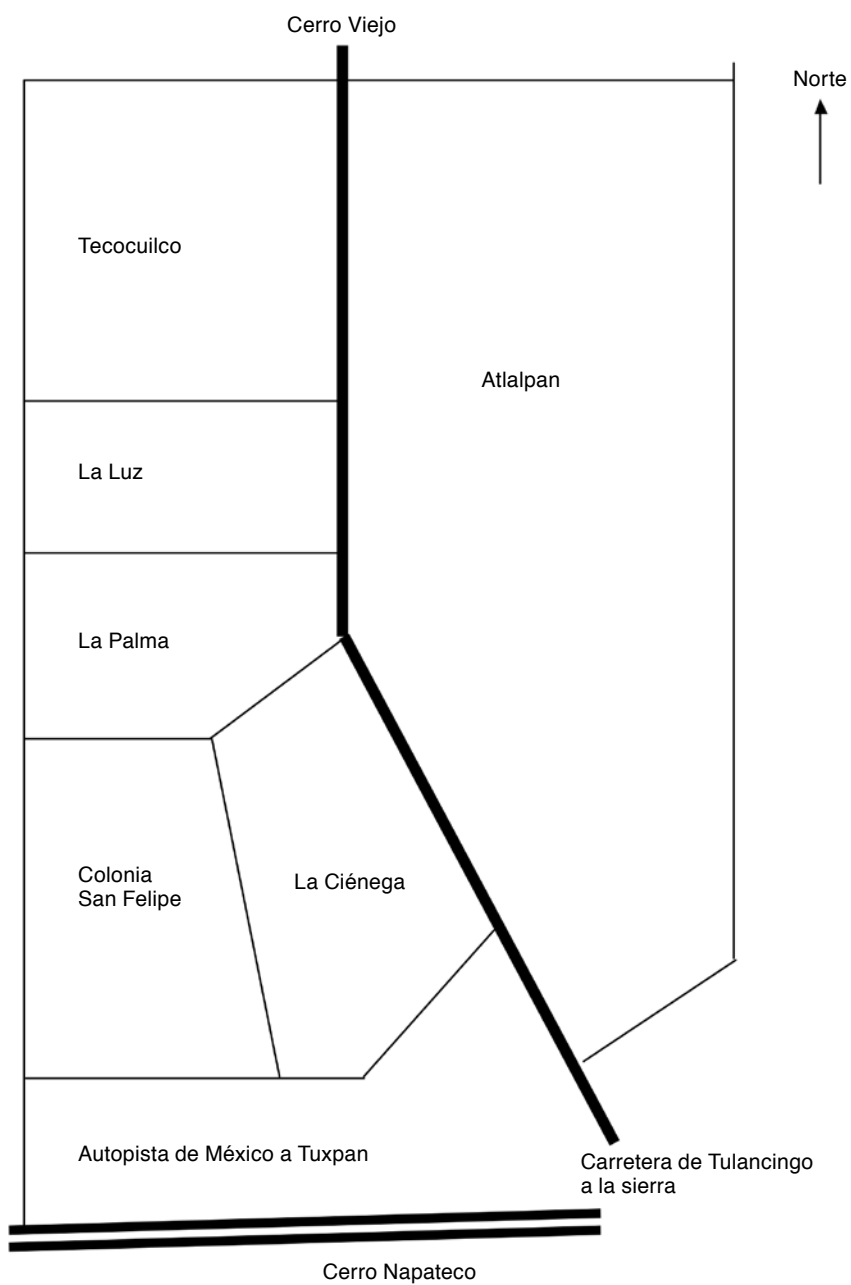 Cerro Viejo
Norte
Tecocuilco
Atlalpan
La Luz
La Palma
Colonia
San Felipe
La Ciénega
Autopista de México a Tuxpan
Carretera de Tulancingo
a la sierra
Cerro Napateco